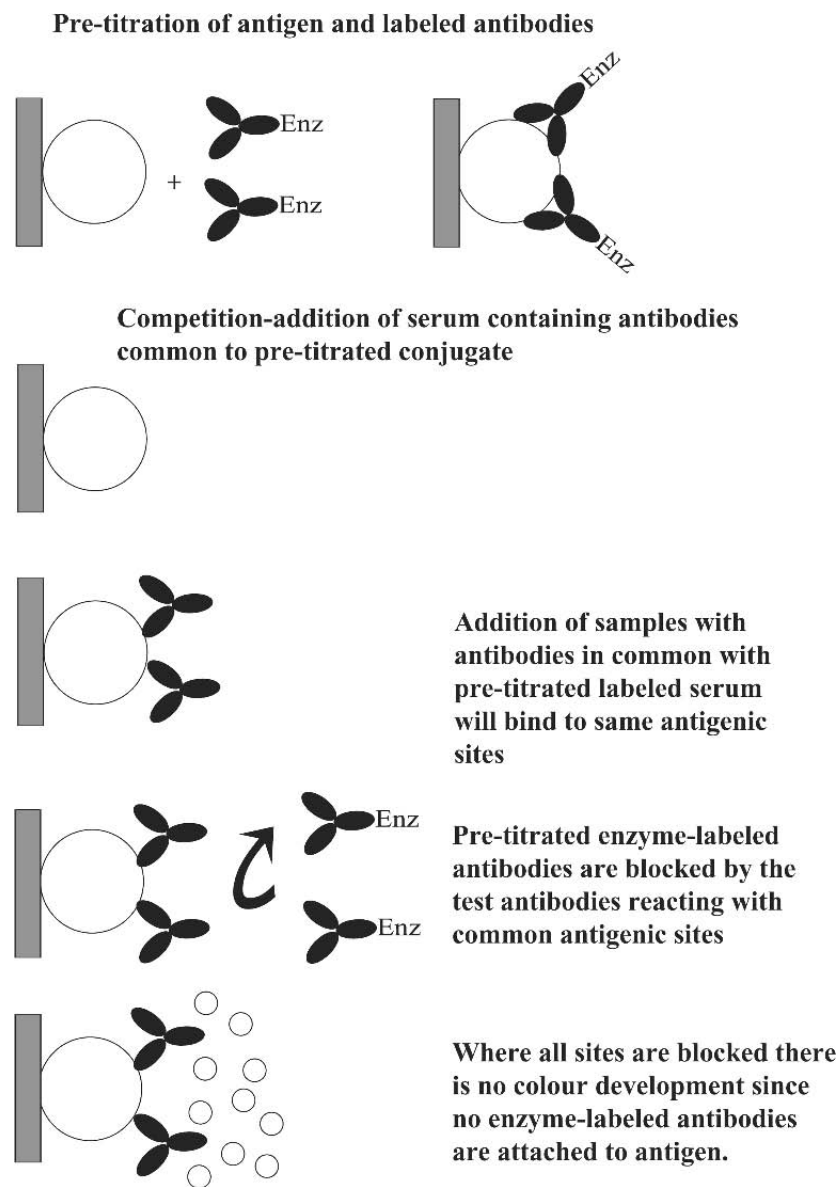 Pre-titration of antigen and labeled antibodies
Enz
Enz
+
Enz
Enz
Competition-addition of serum containing antibodies
common to pre-titrated conjugate
Addition of samples with
antibodies in common with
pre-titrated labeled serum
will bind to same antigenic
sites
Enz
Enz
Pre-titrated enzyme-labeled
antibodies are blocked by the
test antibodies reacting with
common antigenic sites
Where all sites are blocked there
is no colour development since
no enzyme-labeled antibodies
are attached to antigen.